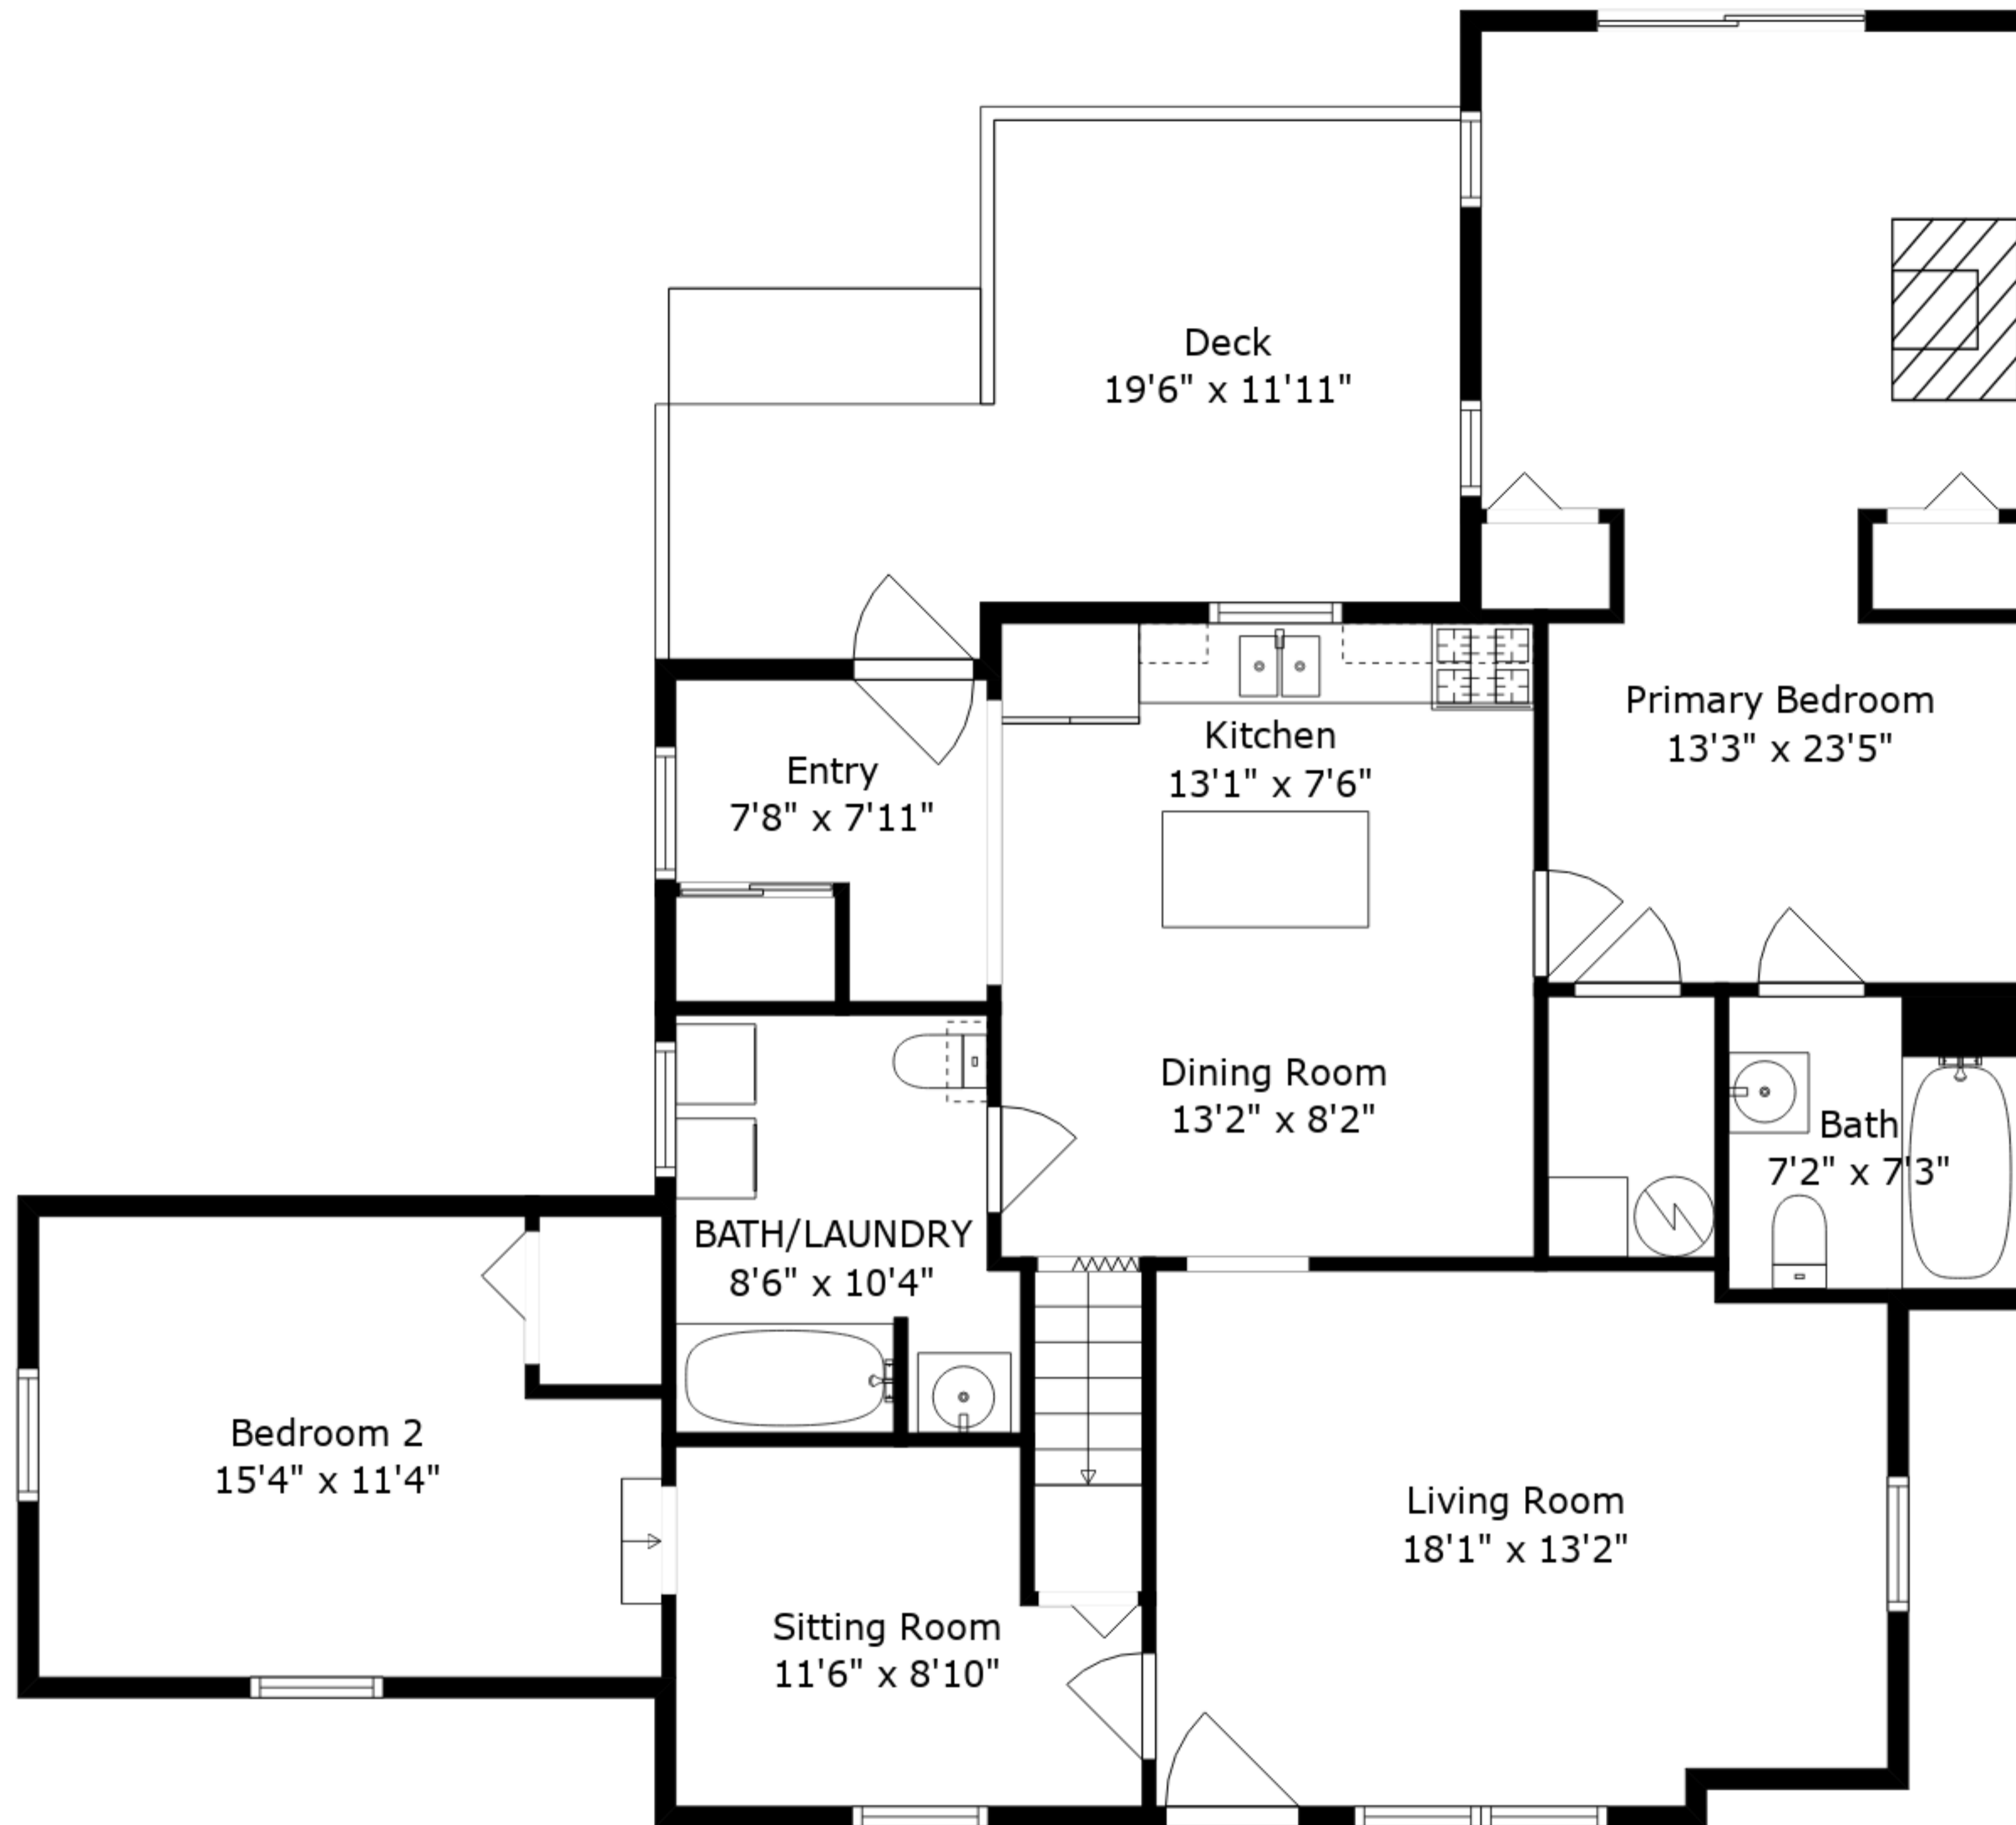 Deck
19'6" x 11'11"
Primary Bedroom
13'3" x 23'5"
Kitchen
13'1" x 7'6"
Entry
7'8" x 7'11"
Dining Room
13'2" x 8'2"
Bath
7'2" x 7'3"
BATH/LAUNDRY
8'6" x 10'4"
Bedroom 2
15'4" x 11'4"
Living Room
18'1" x 13'2"
Sitting Room
11'6" x 8'10"